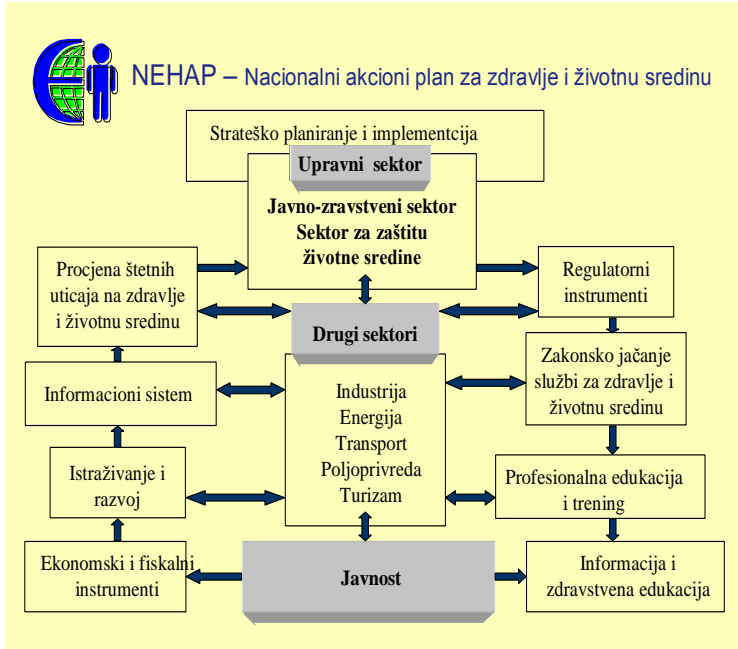 NEHAP – Nacionalni akcioni plan za zdravlje i životnu sredinu
Strateško planiranje i implementcija
Upravni sektor
Javno-zravstveni sektor
Sektor za zaštitu
životne sredine
Procjena štetnih
uticaja na zdravlje
i životnu sredinu
Regulatorni
instrumenti
Drugi sektori
Zakonsko jačanje
službi za zdravlje i
životnu sredinu
Informacioni sistem
Industrija
Energija
Transport
Poljoprivreda
Turizam
Istraživanje i
razvoj
Profesionalna edukacija
i trening
Ekonomski i fiskalni
instrumenti
Javnost
Informacija i
zdravstvena edukacija